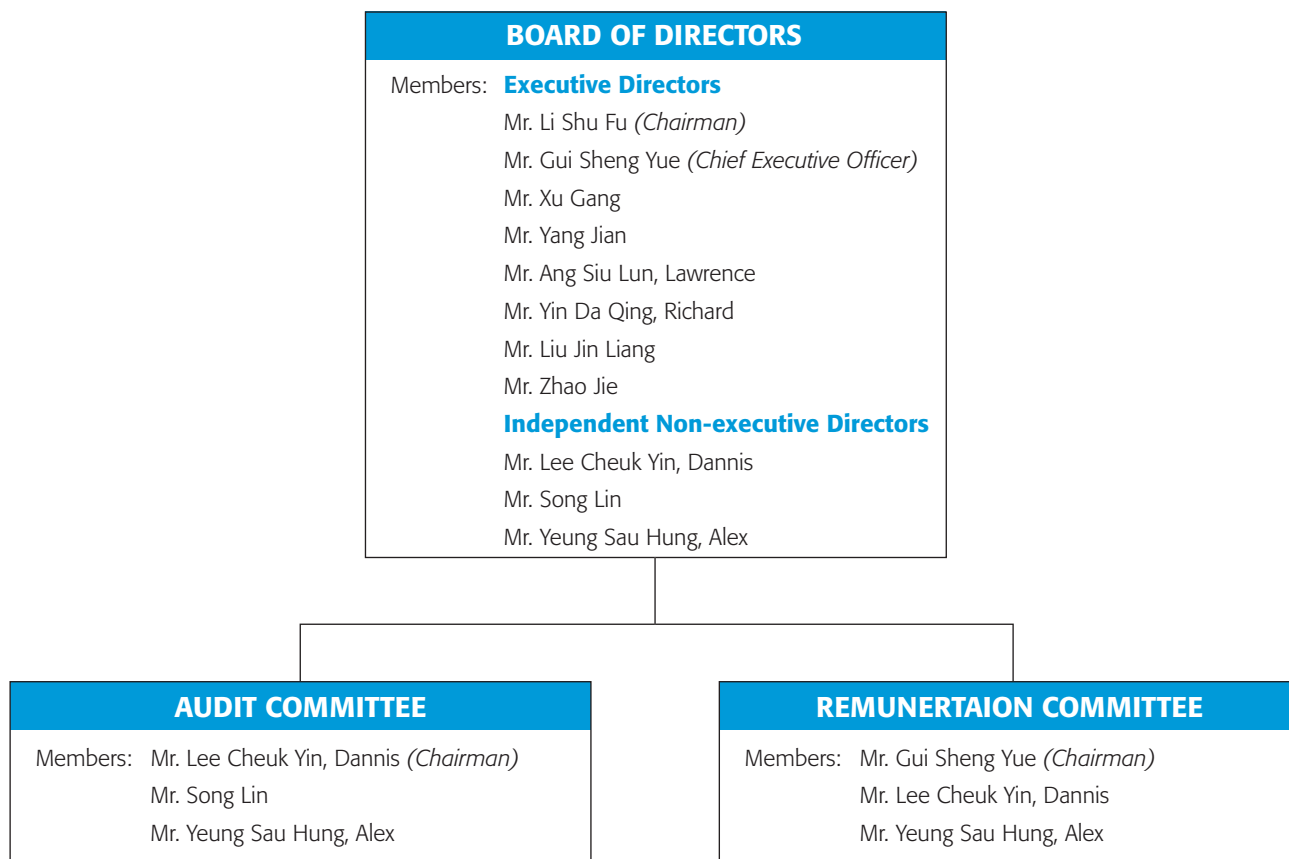 BOARD OF DIRECTORS
Members: Executive Directors
Mr. Li Shu Fu (Chairman)
Mr. Gui Sheng Yue (Chief Executive Officer)
Mr. Xu Gang
Mr. Yang Jian
Mr. Ang Siu Lun, Lawrence
Mr. Yin Da Qing, Richard
Mr. Liu Jin Liang
Mr. Zhao Jie
Independent Non-executive Directors
Mr. Lee Cheuk Yin, Dannis
Mr. Song Lin
Mr. Yeung Sau Hung, Alex
AUDIT COMMITTEE
Members: Mr. Lee Cheuk Yin, Dannis (Chairman)
Mr. Song Lin
Mr. Yeung Sau Hung, Alex
REMUNERTAION COMMITTEE
Members: Mr. Gui Sheng Yue (Chairman)
Mr. Lee Cheuk Yin, Dannis
Mr. Yeung Sau Hung, Alex